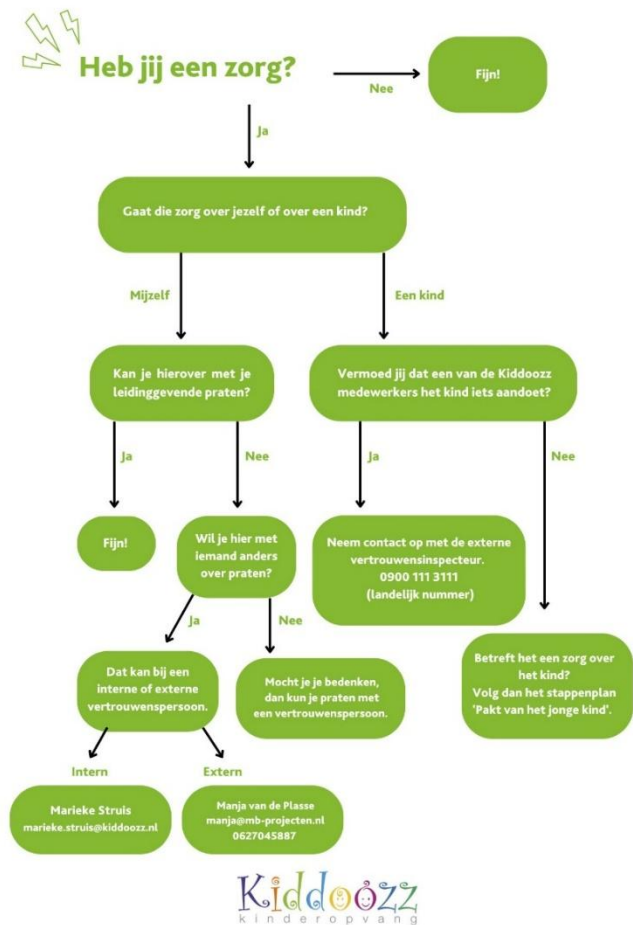 Heb jij een zorg?
Nee
Fijn!
Ja
Gaat die zorg over jezelf of over een kind?
Mijzelf
Een kind
Kan je hierover met je
leidinggevende praten?
Vermoed jij dat een van de Kiddoozz
medewerkers het kind iets aandoet?
Ja
Nee
Ja
Nee
Fijn!
Wil je hier met
iemand anders
over praten?
Neem contact op met de externe
vertrouwensinspecteur.
0900 111 3111
(landelijk nummer)
Ja
Nee
Dat kan bij een
interne of externe
vertrouwenspersoon.
Mocht je je bedenken,
dan kun je praten met
een vertrouwenspersoon.
Betreft het een zorg over
het kind?
Volg dan het stappenplan
'Pakt van het jonge kind'.
Intern
Extern
Marieke Struis
marieke.struis@kiddoozz.nl
Manja van de Plasse
manja@mb-projecten.nl
0627045887
Kiddoozz
kinderopvang